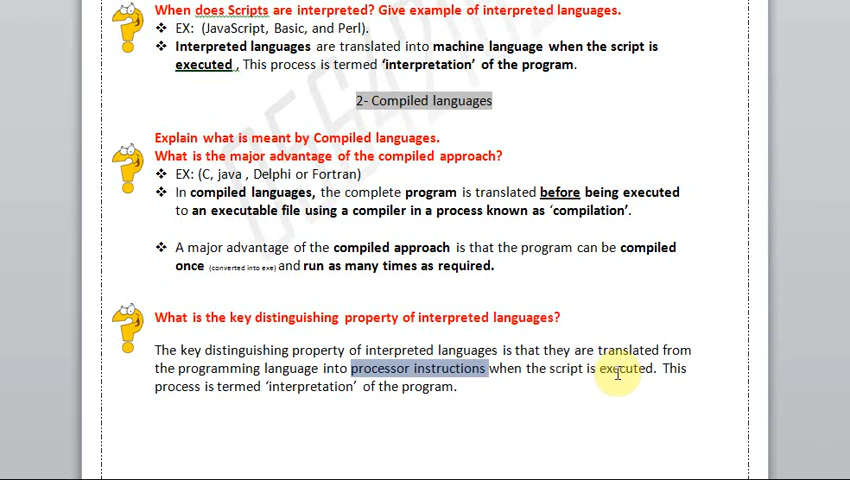 When does Scripts are interpreted? Give example of interpreted languages.
❖ EX: (JavaScript, Basic, and Perl).
❖ Interpreted languages are translated into machine language when the script is
executed , This process is termed ‘interpretation’ of the program.
2- Compiled languages
Explain what is meant by Compiled languages.
What is the major advantage of the compiled approach?
❖ EX: (C, java , Delphi or Fortran)
❖ In compiled languages, the complete program is translated before being executed
to an executable file using a compiler in a process known as ‘compilation’.
❖ A major advantage of the compiled approach is that the program can be compiled
once (converted into exe) and run as many times as required.
What is the key distinguishing property of interpreted languages?
The key distinguishing property of interpreted languages is that they are translated from
the programming language into processor instructions when the script is executed. This
process is termed ‘interpretation’ of the program.